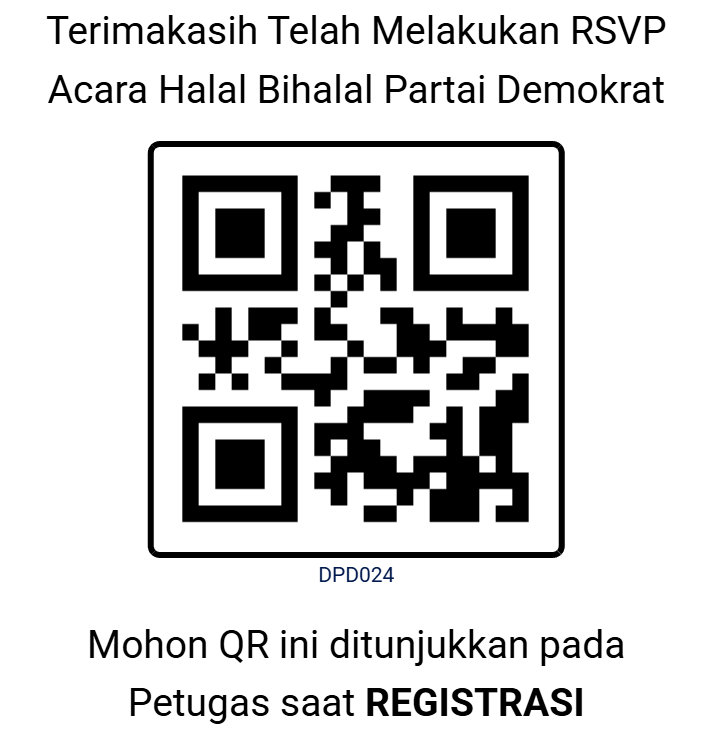 Terimakasih Telah Melakukan RSVP
Acara Halal Bihalal Partai Demokrat
DPD024
Mohon QR ini ditunjukkan pada
Petugas saat REGISTRASI